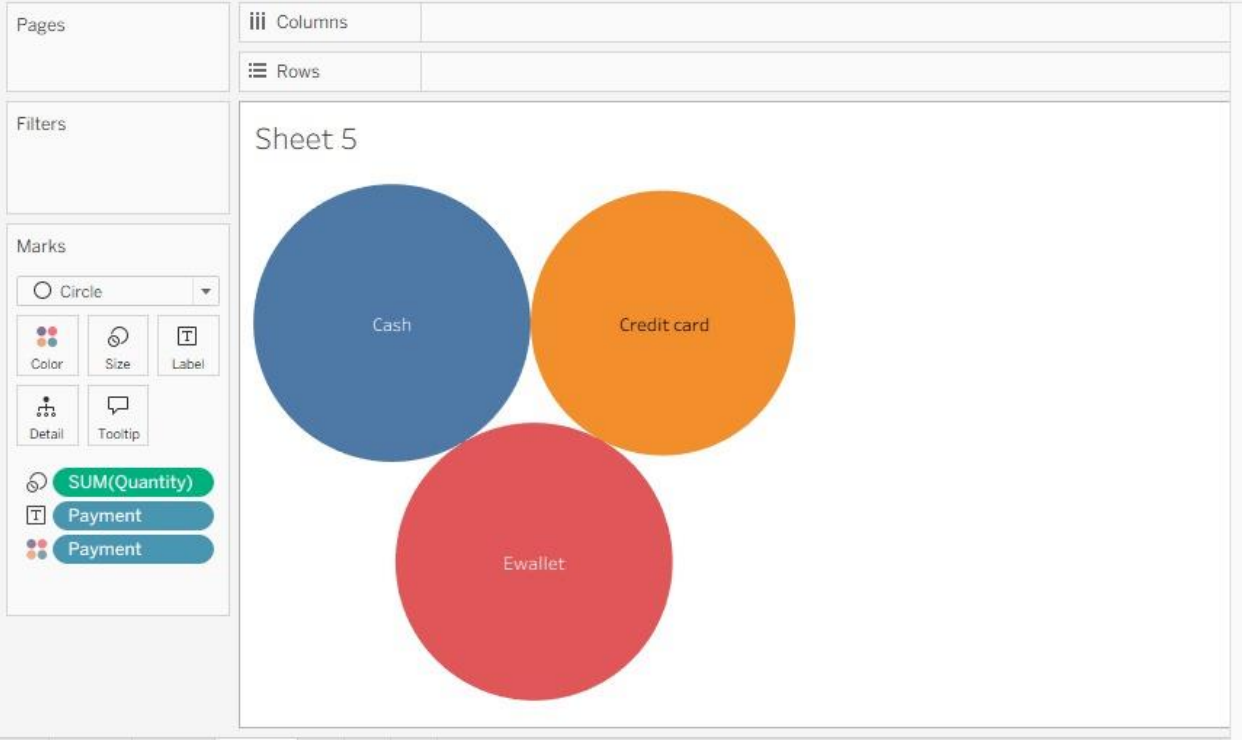 Pages
Columns
Rows
Filters
Sheet 5
Marks
Circle
Color
Size
Label
Detail
Tooltip
SUM(Quantity)
Payment
Payment
Cash
Credit card
Ewallet